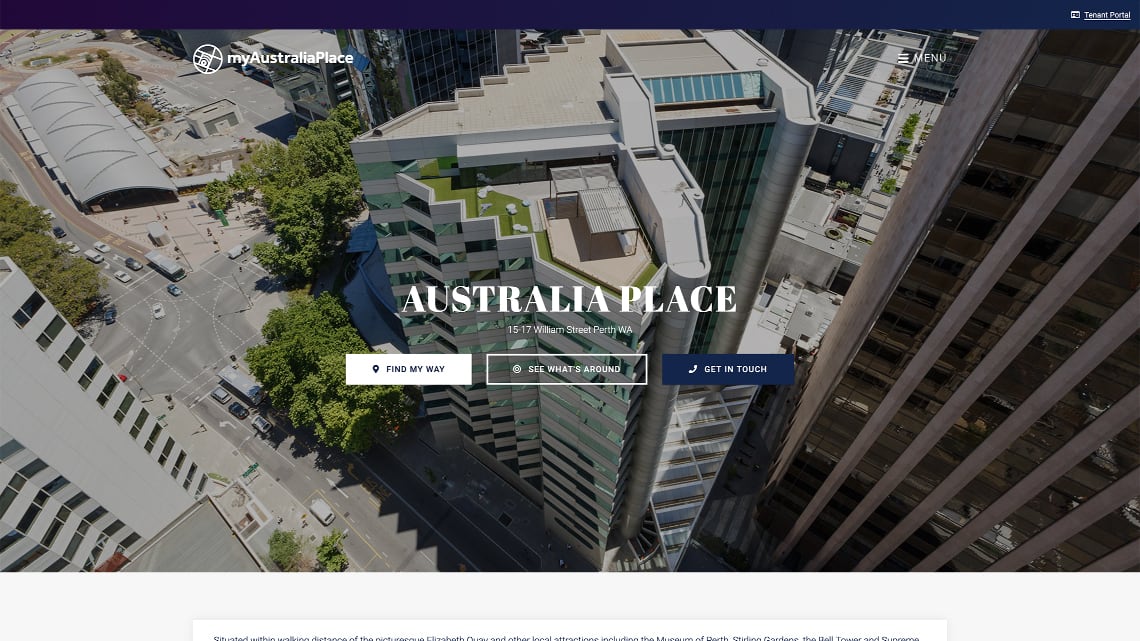 Tenant Portal
myAustraliaPlace
MENU
AUSTRALIA PLACE
15-17 William Street Perth WA
FIND MY WAY
SEE WHAT'S AROUND
GET IN TOUCH
Situated within walking distance of the picturesque Elizabeth Quay and other local attractions including the Museum of Perth, Stirling Gardens, the Bell Tower and Supreme